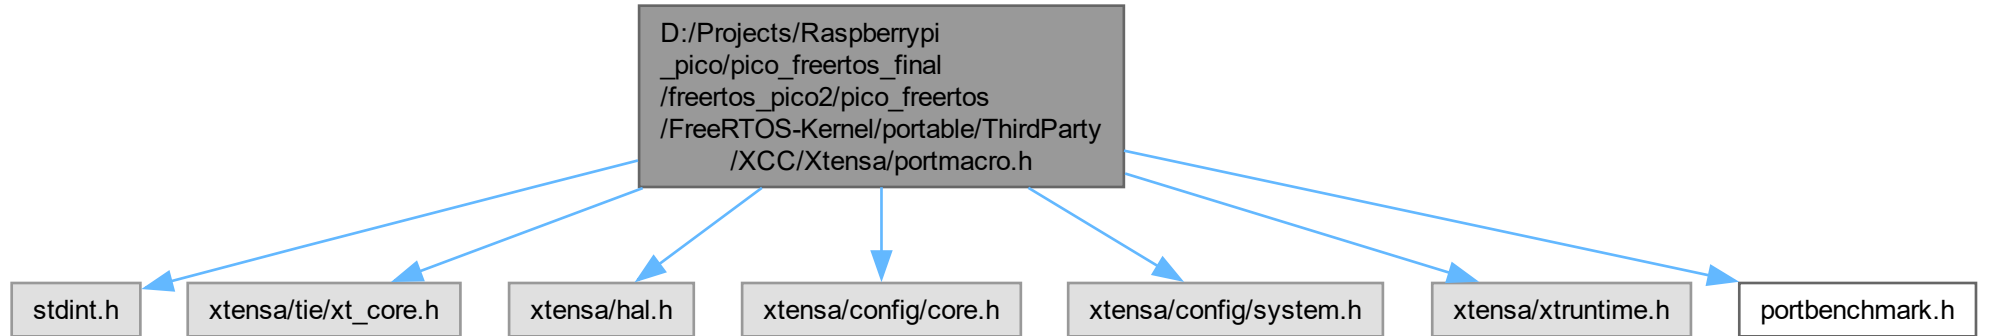 D:/Projects/Raspberrypi
_pico/pico_freertos_final
/freertos_pico2/pico_freertos
/FreeRTOS-Kernel/portable/ThirdParty
/XCC/Xtensa/portmacro.h
stdint.h
xtensa/tie/xt_core.h
xtensa/hal.h
xtensa/config/core.h
xtensa/config/system.h
xtensa/xtruntime.h
portbenchmark.h